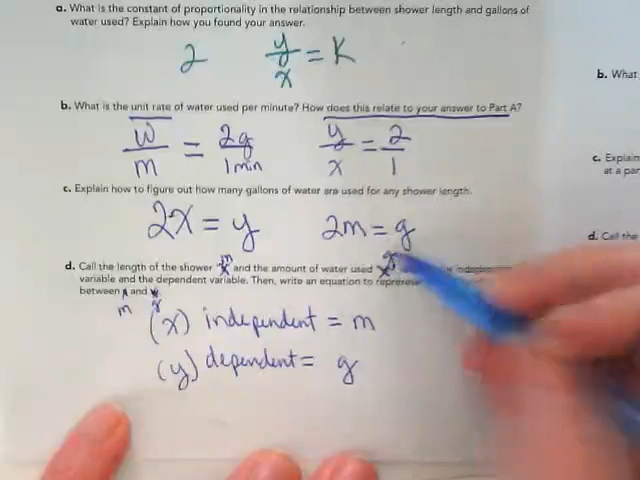 a. What is the constant of proportionality in the relationship between shower length and gallons of
water used? Explain how you found your answer.
2 y/x = K
b. What
b. What is the unit rate of water used per minute? How does this relate to your answer to Part A?
W/m = 2g/1min y/x = 2/1
c. Explain
at a par
c. Explain how to figure out how many gallons of water are used for any shower length.
2x = y 2m = g
d. Call the
d. Call the length of the shower m and the amount of water used g
variable and the dependent variable. Then, write an equation to represe
between and
m g
(x) independent = m
(y) dependent = g